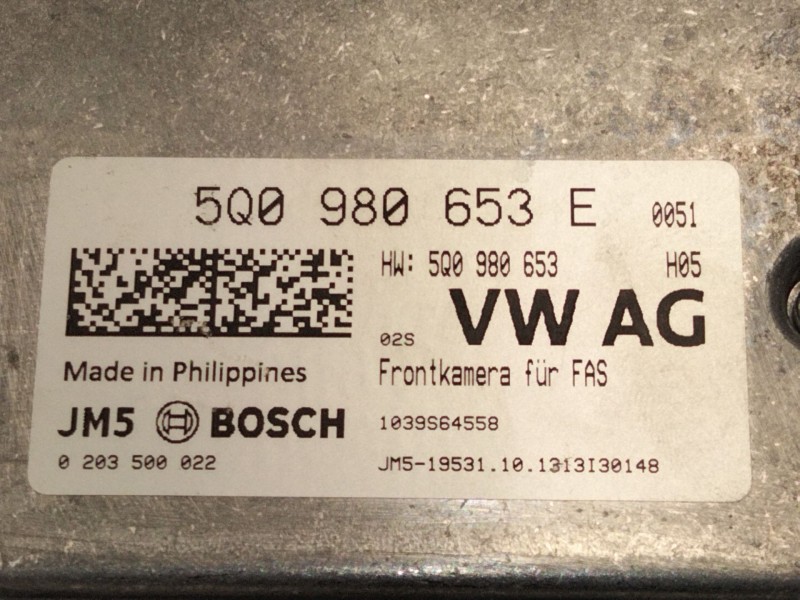 5Q0 980 653 E 0051
HW: 5Q0 980 653 H05
02S VW AG
Made in Philippines
Frontkamera für FAS
JM5 BOSCH
1039S64558
0 203 500 022
JM5-19531.10.1313I30148